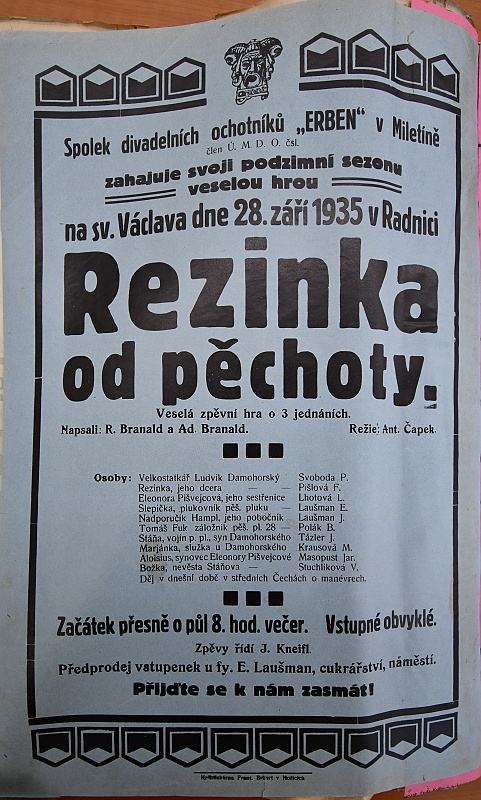 Spolek divadelních ochotníků „ERBEN“ v Miletíně
člen Ú. M. D. O. čsl.
zahajuje svoji podzimní sezonu
veselou hrou
na sv. Václava dne 28. září 1935 v Radnici
Rezinka
od pěchoty.
Veselá zpěvní hra o 3 jednáních.
Napsali: R. Branald a Ad. Branald. Režie: Ant. Čapek.
Osoby: Velkostatkář Ludvík Damohorský Svoboda P.
Rezinka, jeho dcera — — Pišlová F.
Eleonora Pišvejcová, jeho sestřenice Lhotová L.
Slepička, plukovník pěš. pluku — Laušman E.
Nadporučík Hampl, jeho pobočník Laušman J.
Tomáš Fuk záložník pěš. pl. 28 — Polák B.
Stáňa, vojín p. pl., syn Damohorského Tázler J.
Marjánka, služka u Damohorského Krausová M.
Aloisius, synovec Eleonory Pišvejcové Masopust Jar.
Božka, nevěsta Stáňova — Stuchlíková V.
Děj v dnešní době v středních Čechách o manévrech.
Začátek přesně o půl 8. hod. večer. Vstupné obvyklé.
Zpěvy řídí J. Kneifl.
Předprodej vstupenek u fy. E. Laušman, cukrářství, náměstí.
Přijďte se k nám zasmát!
Knihtiskárna Frant. v Hořicích